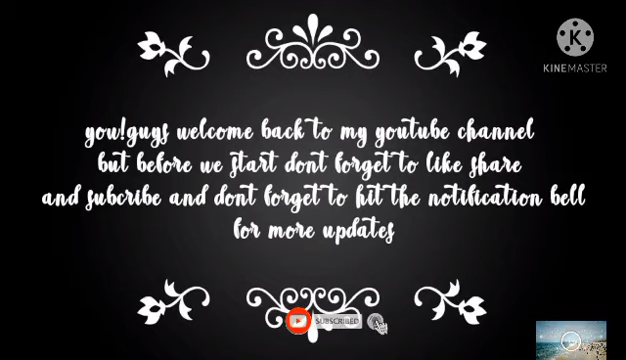 KINEMASTER
you!guys welcome back to my youtube channel
but before we start dont forget to like share
and subcribe and dont forget to hit the notification bell
for more updates
SUBSCRIBED